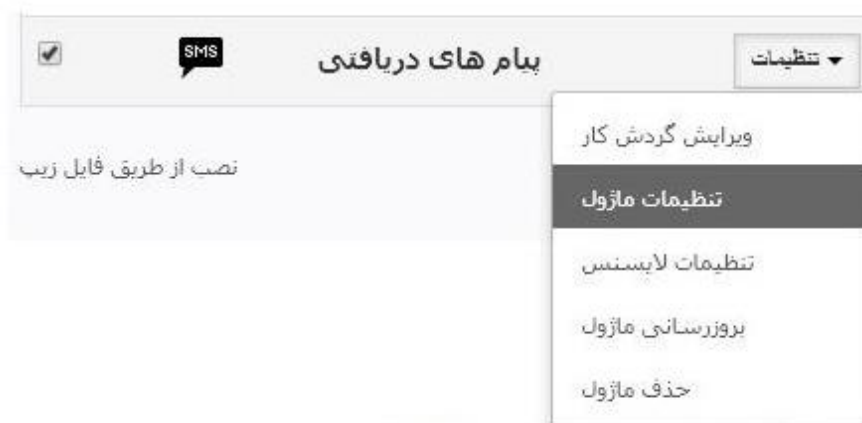 SMS
پیام های دریافتی
تنظیمات
ویرایش گردش کار
نصب از طریق فایل زیپ
تنظیمات ماژول
تنظیمات لایسنس
بروزرسانی ماژول
حذف ماژول